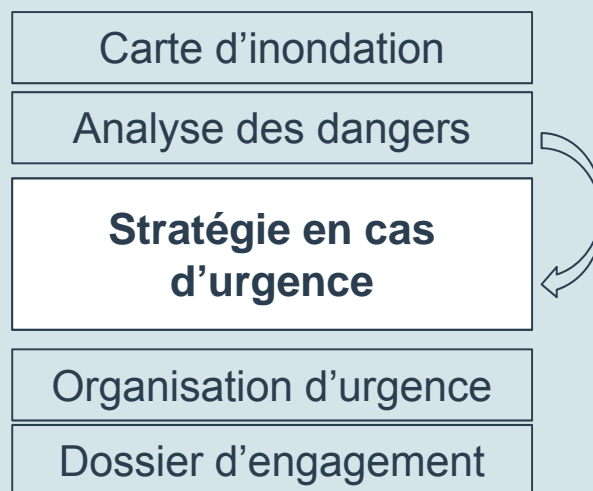 Carte d’inondation
Analyse des dangers
Stratégie en cas
d’urgence
Organisation d’urgence
Dossier d’engagement